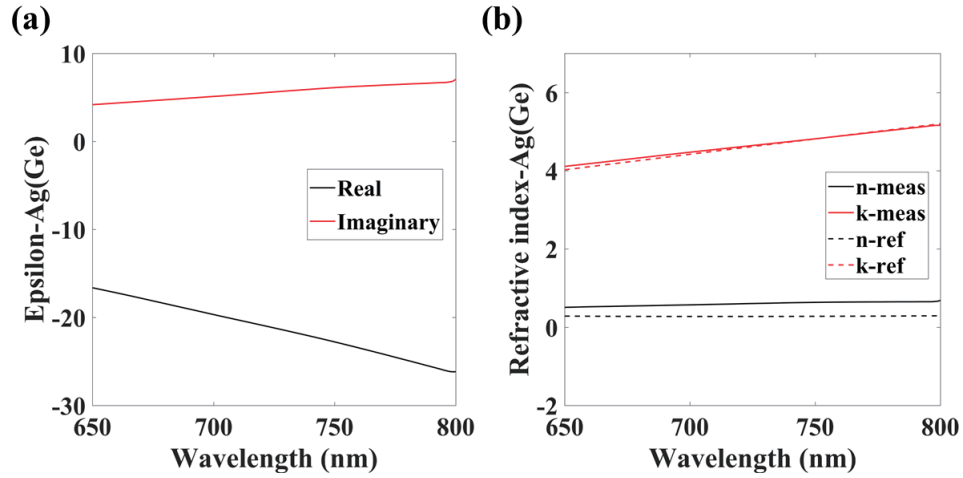 (a)
Epsilon-Ag(Ge)
10
0
-10
-20
-30
650
700
750
800
Wavelength (nm)
Real
Imaginary
(b)
Refractive index-Ag(Ge)
6
4
2
0
-2
650
700
750
800
Wavelength (nm)
n-meas
k-meas
n-ref
k-ref